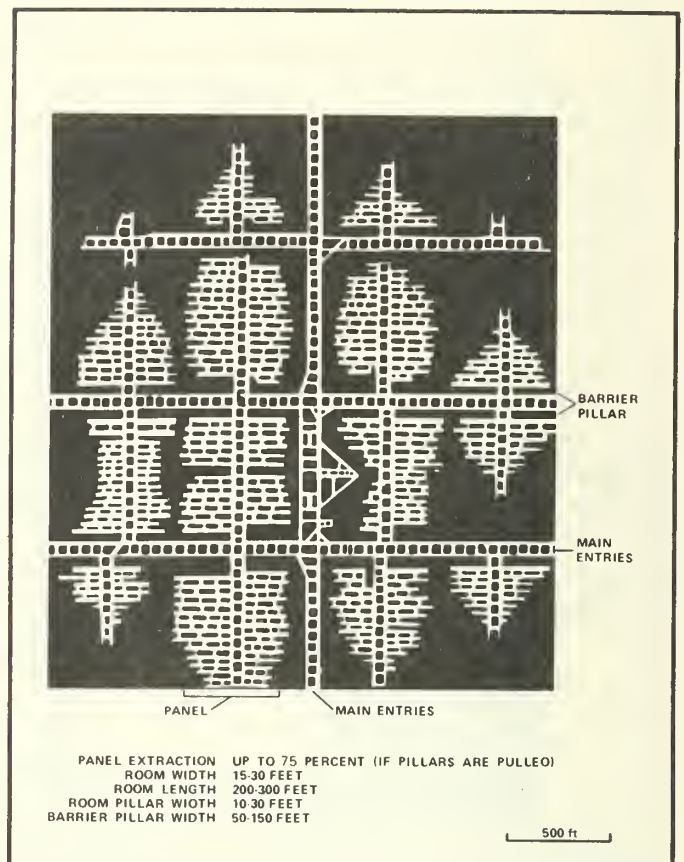 BARRIER
PILLAR
MAIN
ENTRIES
PANEL
MAIN ENTRIES
PANEL EXTRACTION UP TO 75 PERCENT (IF PILLARS ARE PULLEO)
ROOM WIDTH 15-30 FEET
ROOM LENGTH 200-300 FEET
ROOM PILLAR WIOTH 10-30 FEET
BARRIER PILLAR WIDTH 50-150 FEET
500 ft